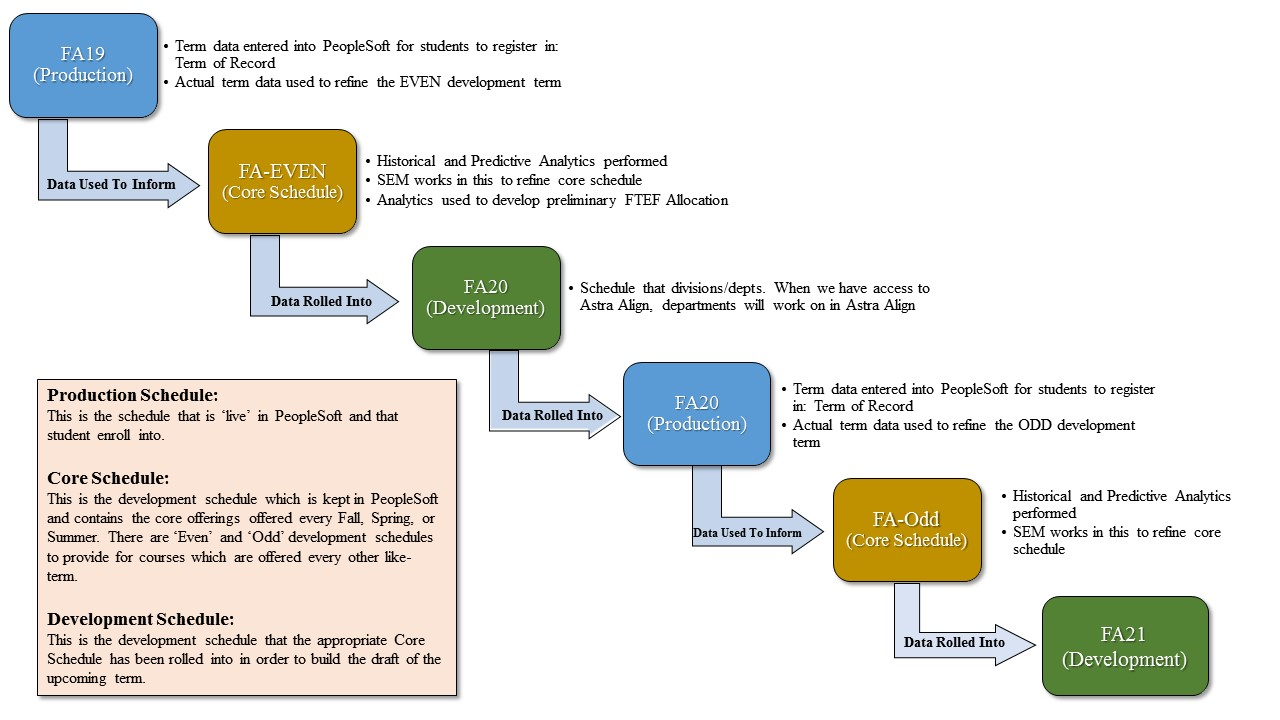 FA19
(Production)
• Term data entered into PeopleSoft for students to register in:
Term of Record
• Actual term data used to refine the EVEN development term
Data Used To Inform
FA-EVEN
(Core Schedule)
• Historical and Predictive Analytics performed
• SEM works in this to refine core schedule
• Analytics used to develop preliminary FTEF Allocation
Data Rolled Into
FA20
(Development)
• Schedule that divisions/depts. When we have access to
Astra Align, departments will work on in Astra Align
Data Rolled Into
FA20
(Production)
• Term data entered into PeopleSoft for students to register
in: Term of Record
• Actual term data used to refine the ODD development
term
Data Used To Inform
FA-Odd
(Core Schedule)
• Historical and Predictive Analytics
performed
• SEM works in this to refine core
schedule
Data Rolled Into
FA21
(Development)
Production Schedule:
This is the schedule that is ‘live’ in PeopleSoft and that
student enroll into.
Core Schedule:
This is the development schedule which is kept in PeopleSoft
and contains the core offerings offered every Fall, Spring, or
Summer. There are ‘Even’ and ‘Odd’ development schedules
to provide for courses which are offered every other like-
term.
Development Schedule:
This is the development schedule that the appropriate Core
Schedule has been rolled into in order to build the draft of the
upcoming term.